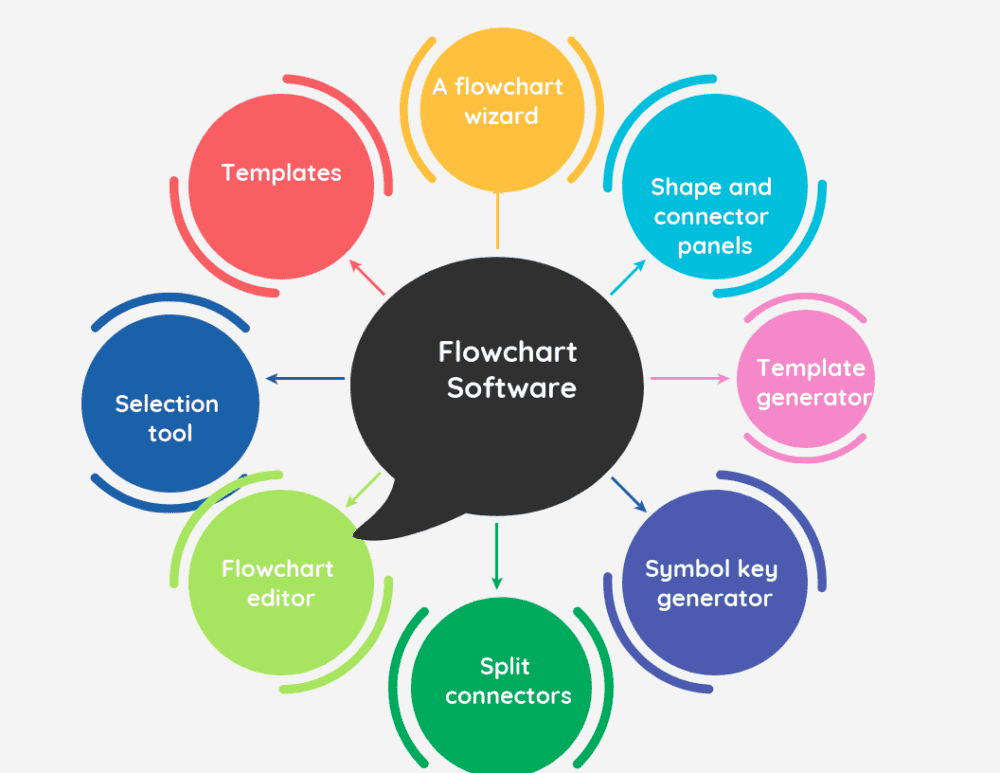 A flowchart
wizard
Templates
Shape and
connector
panels
Flowchart
Software
Template
generator
Selection
tool
Flowchart
editor
Symbol key
generator
Split
connectors